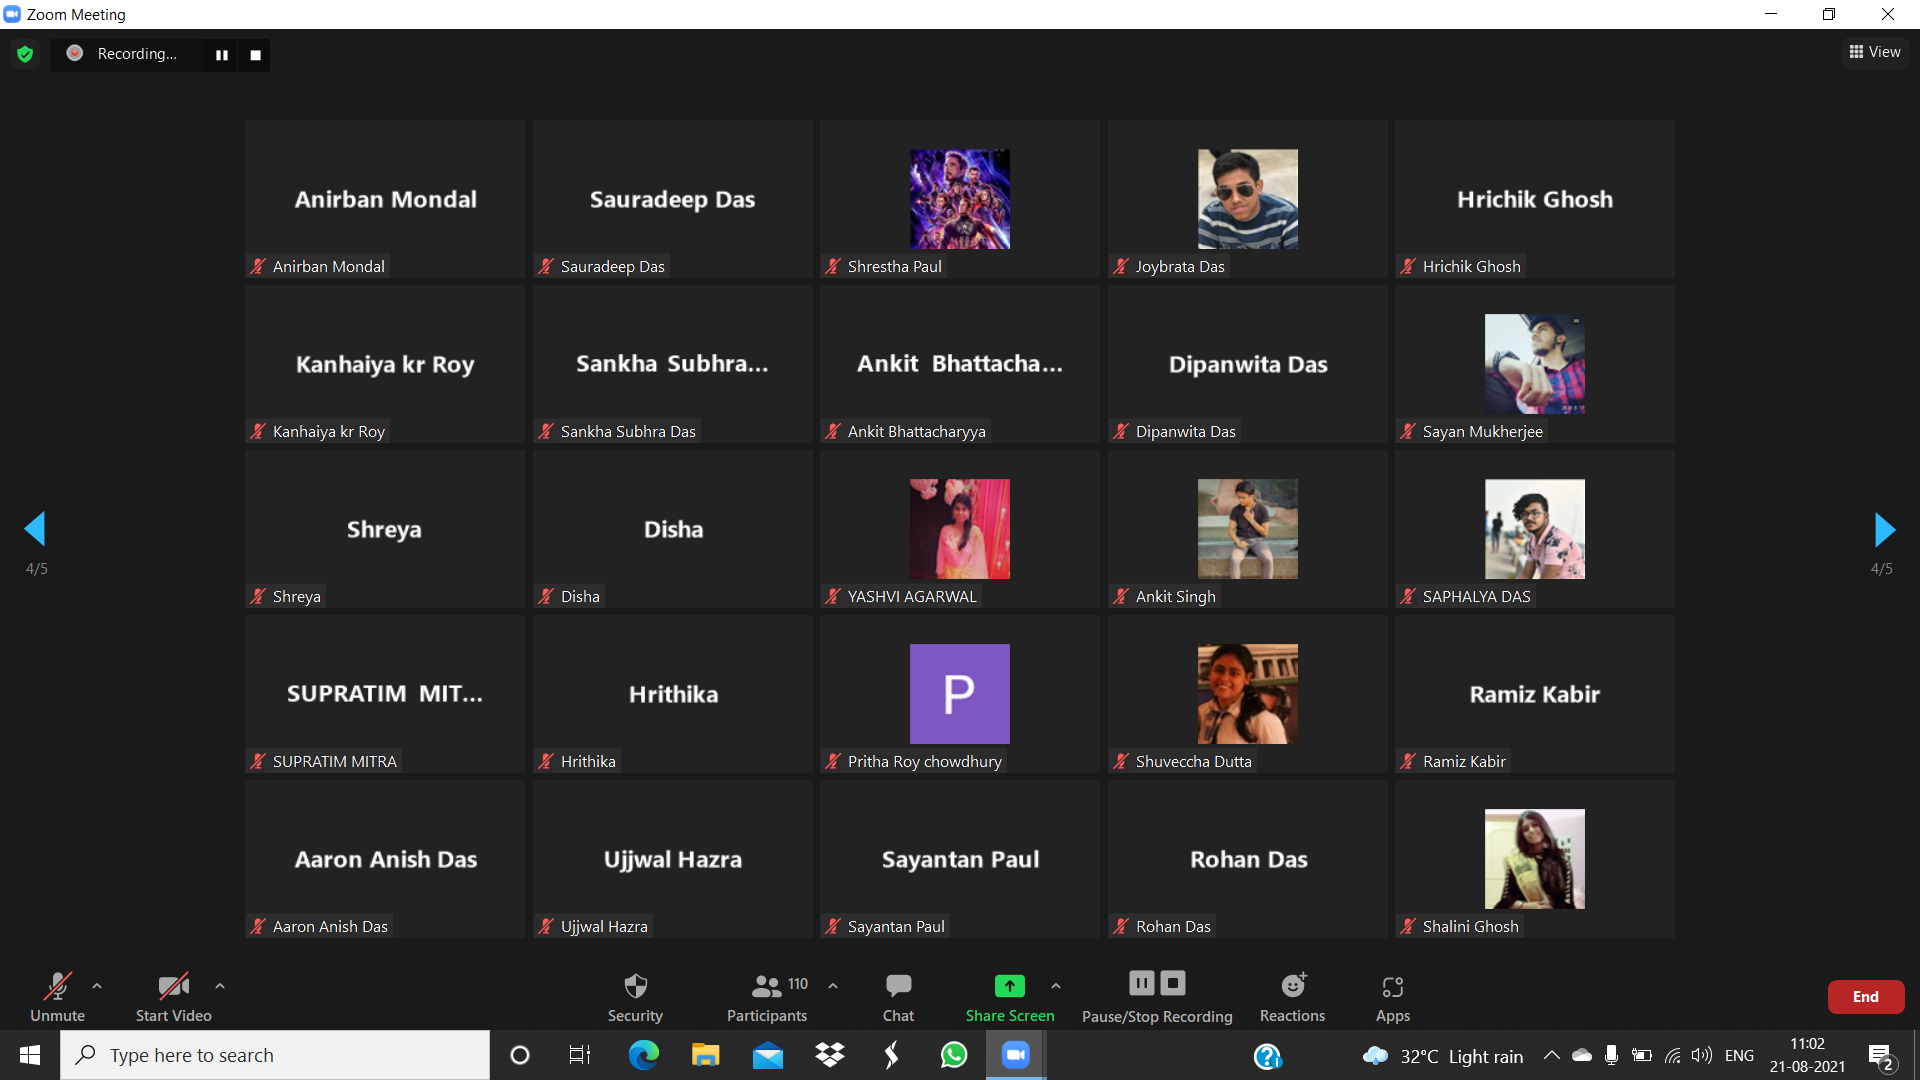 Zoom Meeting
Recording...
View
Anirban Mondal
Anirban Mondal
Sauradeep Das
Sauradeep Das
Shrestha Paul
Joybrata Das
Hrichik Ghosh
Hrichik Ghosh
Kanhaiya kr Roy
Kanhaiya kr Roy
Sankha Subhra...
Sankha Subhra Das
Ankit Bhattacha...
Ankit Bhattacharyya
Dipanwita Das
Dipanwita Das
Sayan Mukherjee
4/5
Shreya
Shreya
Disha
Disha
YASHVI AGARWAL
Ankit Singh
SAPHALYA DAS
4/5
SUPRATIM MIT...
SUPRATIM MITRA
Hrithika
Hrithika
P
Pritha Roy chowdhury
Shuveccha Dutta
Ramiz Kabir
Ramiz Kabir
Aaron Anish Das
Aaron Anish Das
Ujjwal Hazra
Ujjwal Hazra
Sayantan Paul
Sayantan Paul
Rohan Das
Rohan Das
Shalini Ghosh
Unmute
Start Video
Security
Participants
110
Chat
Share Screen
Pause/Stop Recording
Reactions
Apps
End
Type here to search
32°C Light rain
ENG
11:02
21-08-2021
2